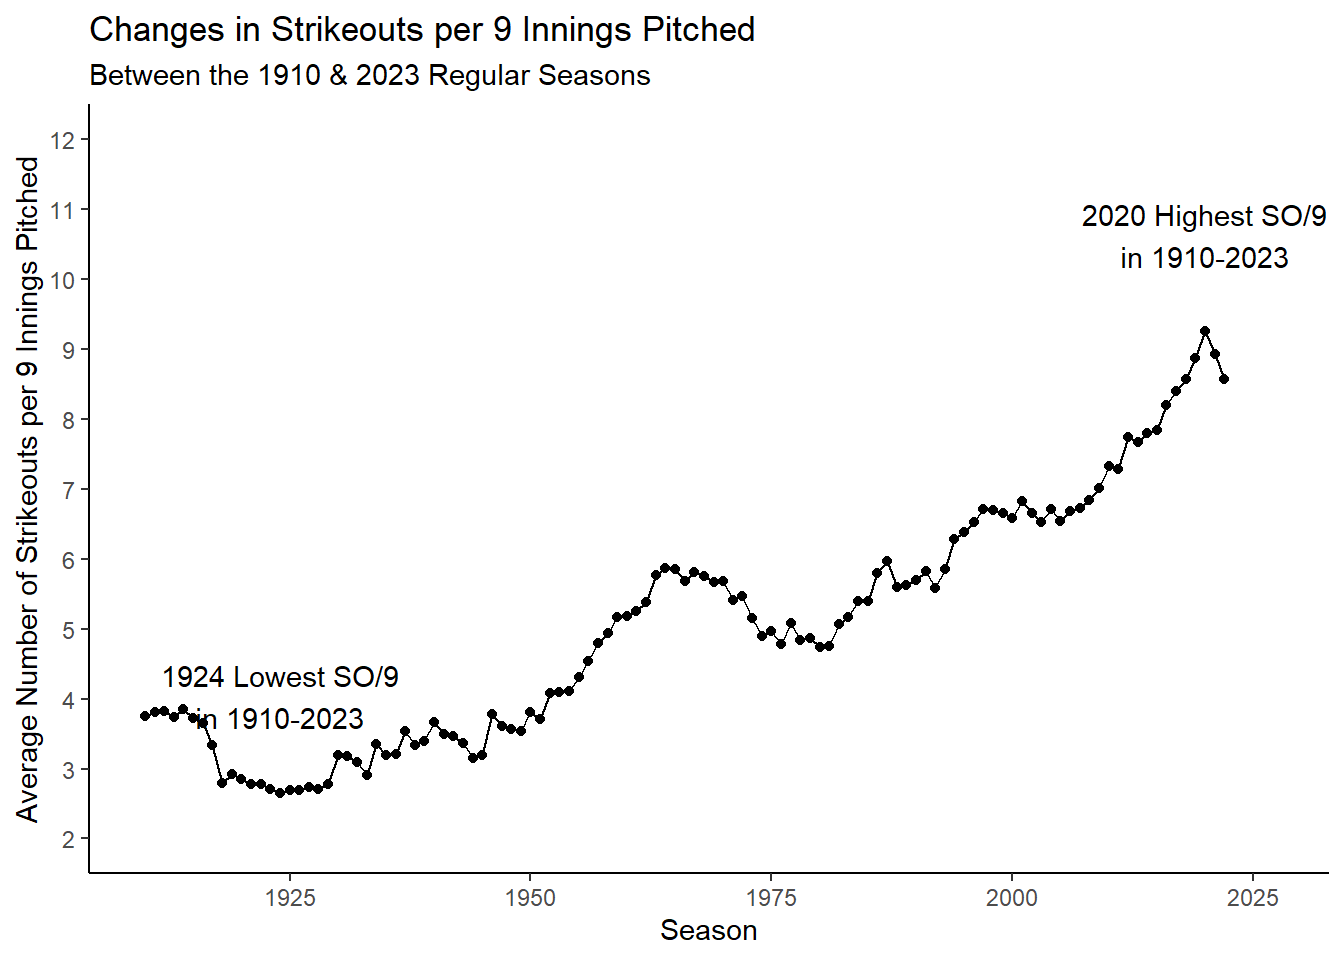 Changes in Strikeouts per 9 Innings Pitched
Between the 1910 & 2023 Regular Seasons
Average Number of Strikeouts per 9 Innings Pitched
12
11
10
9
8
7
6
5
4
3
2
2020 Highest SO/9
in 1910-2023
1924 Lowest SO/9
in 1910-2023
1925
1950
1975
2000
2025
Season